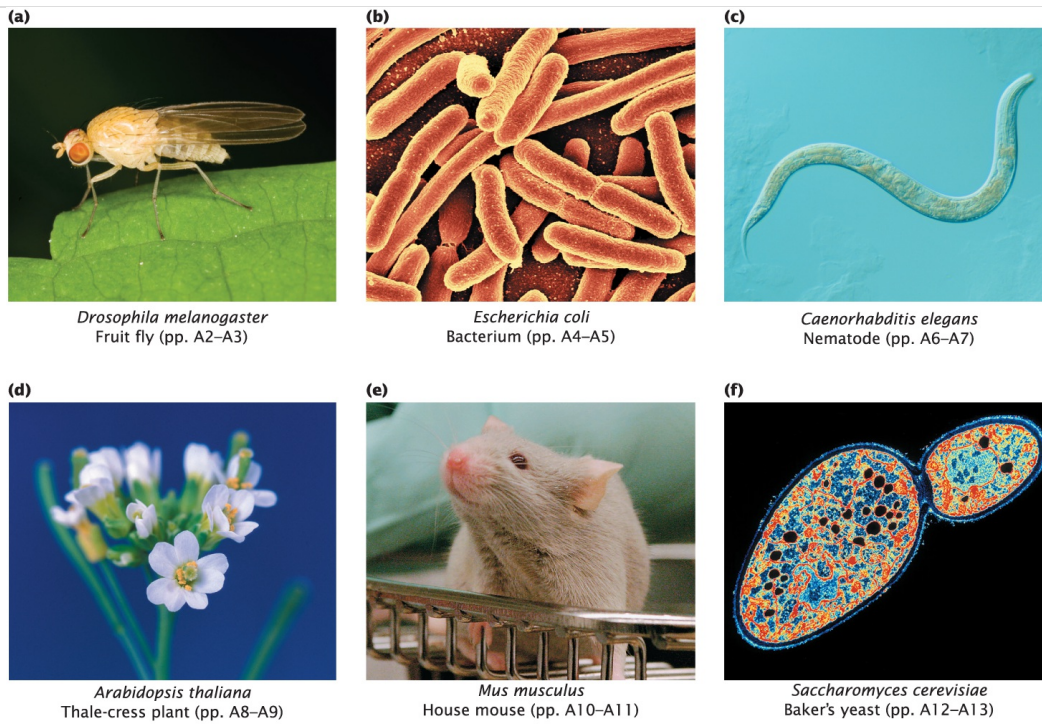 (a)
(b)
(c)
Drosophila melanogaster
Fruit fly (pp. A2–A3)
Escherichia coli
Bacterium (pp. A4–A5)
Caenorhabditis elegans
Nematode (pp. A6–A7)
(d)
(e)
(f)
Arabidopsis thaliana
Thale-cress plant (pp. A8–A9)
Mus musculus
House mouse (pp. A10–A11)
Saccharomyces cerevisiae
Baker’s yeast (pp. A12–A13)